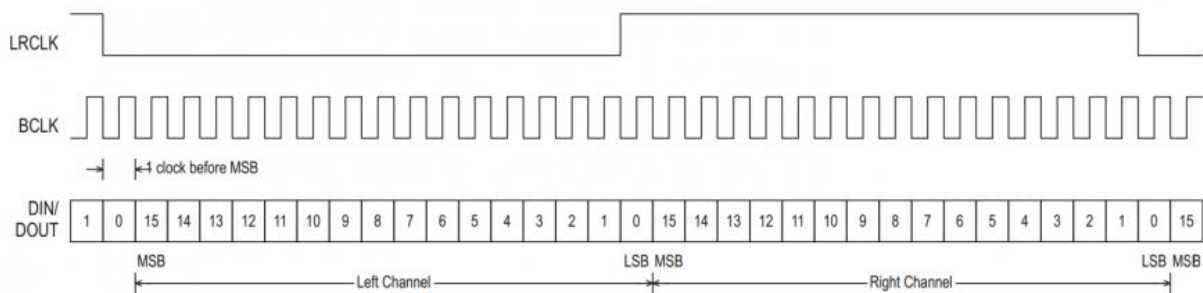 LRCLK
BCLK
1 clock before MSB
DIN/
DOUT
1 0 15 14 13 12 11 10 9 8 7 6 5 4 3 2 1 0 15 14 13 12 11 10 9 8 7 6 5 4 3 2 1 0 15
MSB LSB MSB LSB MSB
Left Channel Right Channel